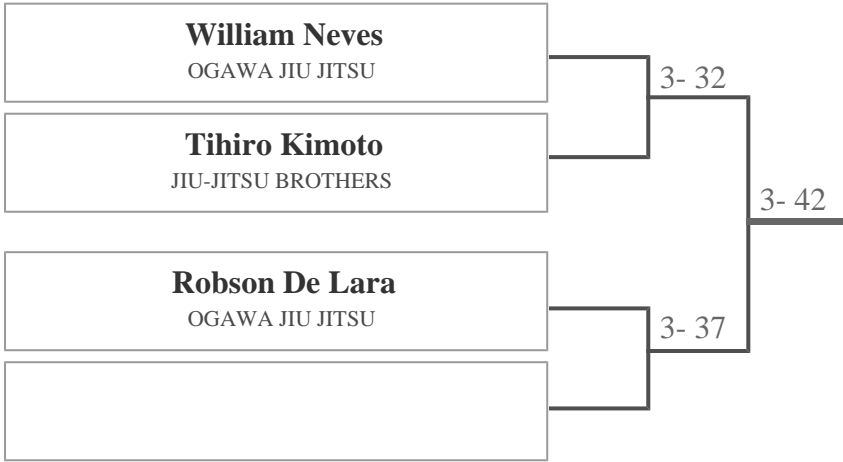 William Neves
OGAWA JIU JITSU
3- 32
Tihiro Kimoto
JIU-JITSU BROTHERS
3- 42
Robson De Lara
OGAWA JIU JITSU
3- 37